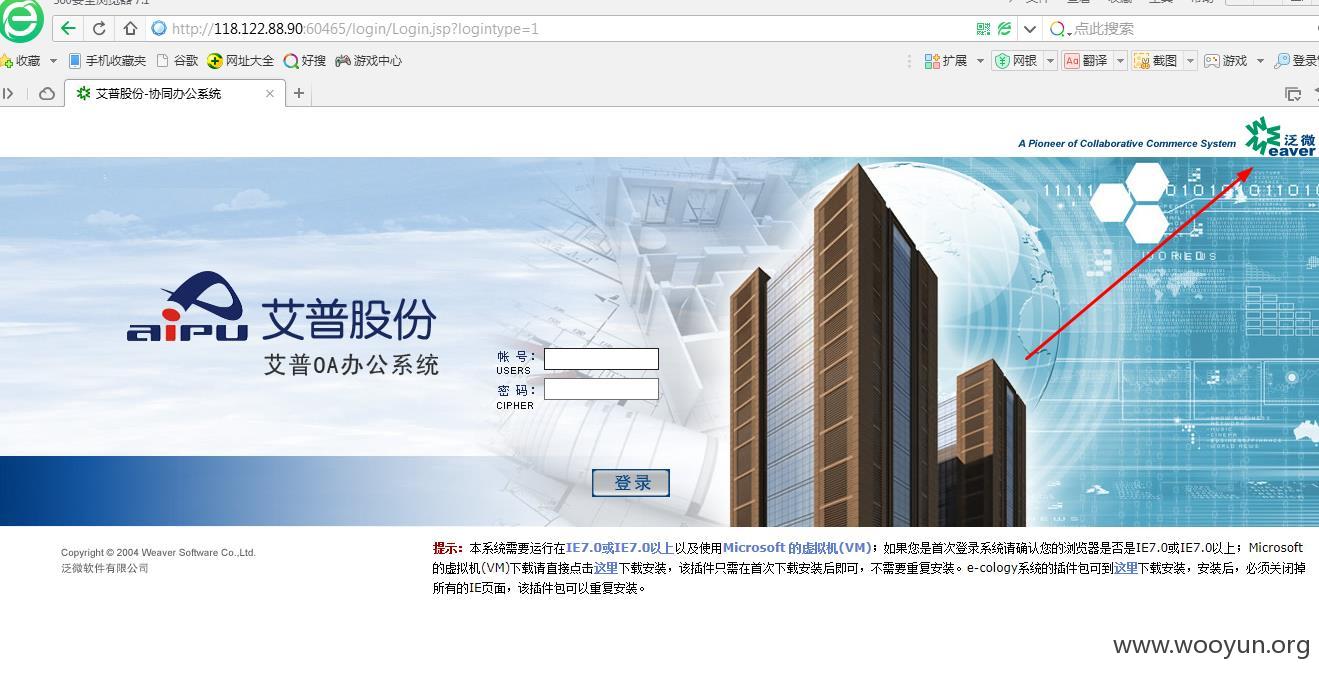 360安全浏览器 7.1
http://118.122.88.90:60465/login/Login.jsp?logintype=1
点此搜索
收藏 手机收藏夹 谷歌 网址大全 好搜 游戏中心 扩展 网银 翻译 截图 游戏 登录
艾普股份-协同办公系统
A Pioneer of Collaborative Commerce System
泛微
eaver
aipu 艾普股份
艾普OA办公系统
帐 号：
USERS
密 码：
CIPHER
登录
Copyright © 2004 Weaver Software Co.,Ltd.
泛微软件有限公司
提示：本系统需要运行在IE7.0或IE7.0以上以及使用Microsoft 的虚拟机(VM)；如果您是首次登录系统请确认您的浏览器是否是IE7.0或IE7.0以上；Microsoft
的虚拟机(VM)下载请直接点击这里下载安装，该插件只需在首次下载安装后即可，不需要重复安装。e-cology系统的插件包可到这里下载安装，安装后，必须关闭掉
所有的IE页面，该插件包可以重复安装。
www.wooyun.org